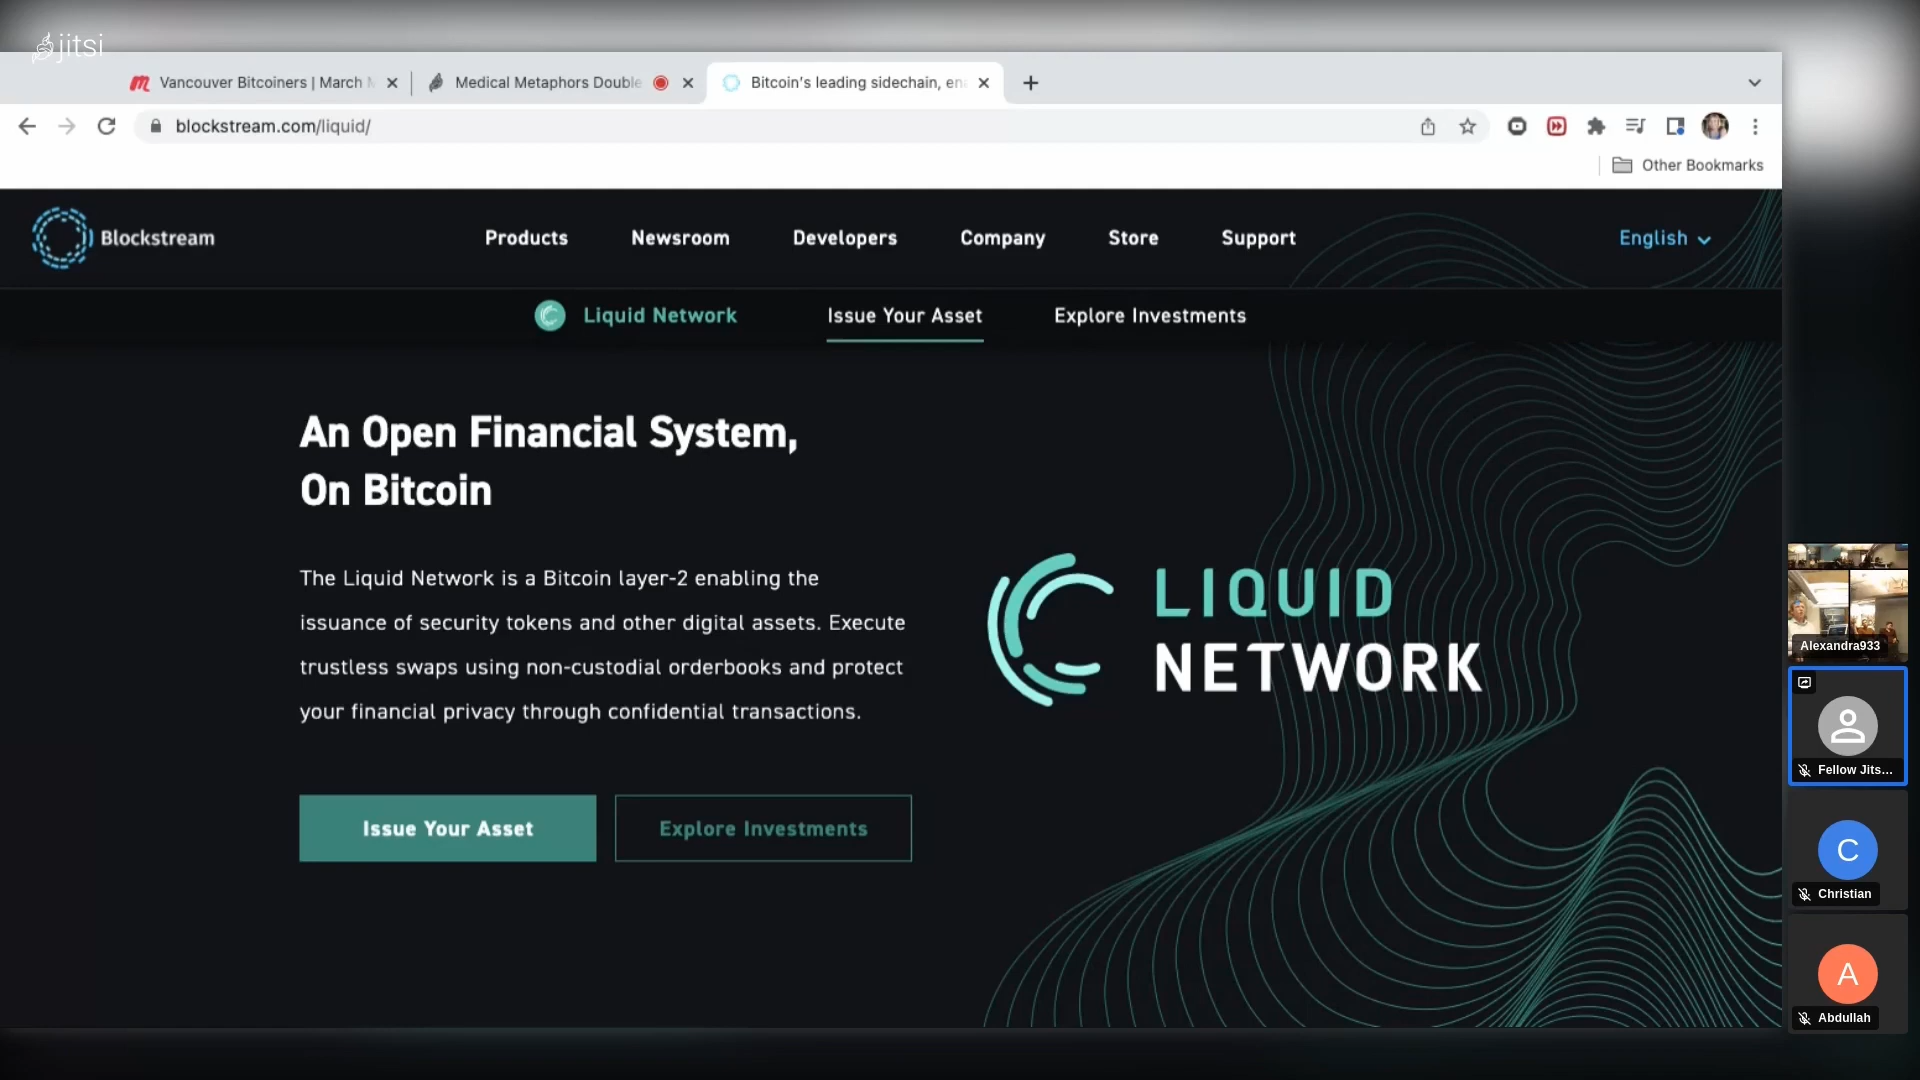 jitsi
Vancouver Bitcoiners | March
Medical Metaphors Double
Bitcoin's leading sidechain, en
blockstream.com/liquid/
Other Bookmarks
Blockstream
Products
Newsroom
Developers
Company
Store
Support
English
Liquid Network
Issue Your Asset
Explore Investments
An Open Financial System,
On Bitcoin
The Liquid Network is a Bitcoin layer-2 enabling the
issuance of security tokens and other digital assets. Execute
trustless swaps using non-custodial orderbooks and protect
your financial privacy through confidential transactions.
Issue Your Asset
Explore Investments
LIQUID
NETWORK
Alexandra933
Fellow Jits...
C
Christian
A
Abdullah